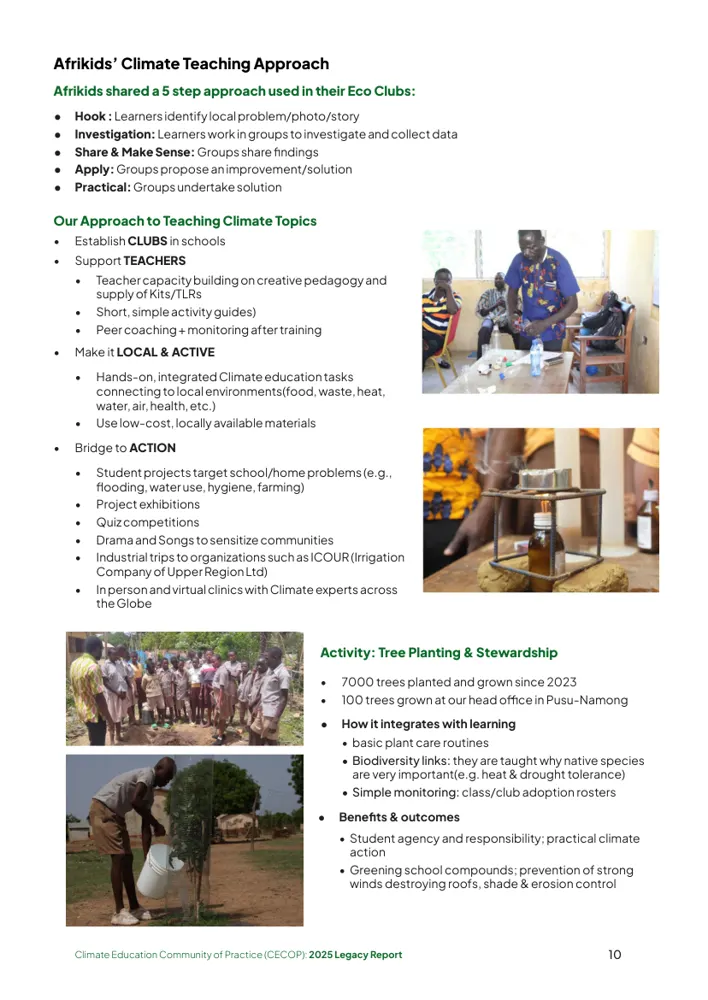 Afrikids’ Climate Teaching Approach
Afrikids shared a 5 step approach used in their Eco Clubs:
• Hook : Learners identify local problem/photo/story
• Investigation: Learners work in groups to investigate and collect data
• Share & Make Sense: Groups share findings
• Apply: Groups propose an improvement/solution
• Practical: Groups undertake solution
Our Approach to Teaching Climate Topics
• Establish CLUBS in schools
• Support TEACHERS
• Teacher capacity building on creative pedagogy and
supply of Kits/TLRs
• Short, simple activity guides)
• Peer coaching + monitoring after training
• Make it LOCAL & ACTIVE
• Hands-on, integrated Climate education tasks
connecting to local environments(food, waste, heat,
water, air, health, etc.)
• Use low-cost, locally available materials
• Bridge to ACTION
• Student projects target school/home problems (e.g.,
flooding, water use, hygiene, farming)
• Project exhibitions
• Quiz competitions
• Drama and Songs to sensitize communities
• Industrial trips to organizations such as ICOUR (Irrigation
Company of Upper Region Ltd)
• In person and virtual clinics with Climate experts across
the Globe
Activity: Tree Planting & Stewardship
• 7000 trees planted and grown since 2023
• 100 trees grown at our head office in Pusu-Namong
• How it integrates with learning
• basic plant care routines
• Biodiversity links: they are taught why native species
are very important(e.g. heat & drought tolerance)
• Simple monitoring: class/club adoption rosters
• Benefits & outcomes
• Student agency and responsibility; practical climate
action
• Greening school compounds; prevention of strong
winds destroying roofs, shade & erosion control
Climate Education Community of Practice (CECOP): 2025 Legacy Report
10